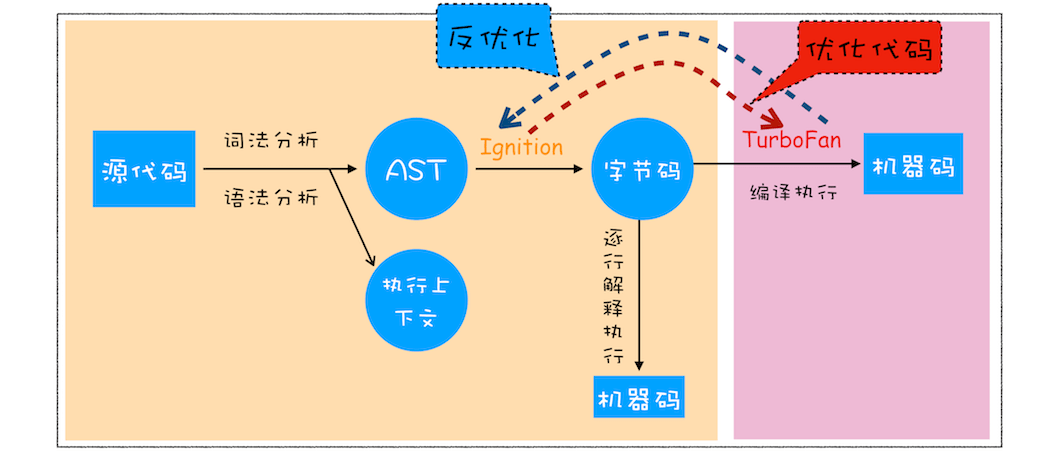 反优化
优化代码
源代码
词法分析
语法分析
AST
Ignition
字节码
TurboFan
机器码
编译执行
执行上
下文
逐行解释执行
机器码